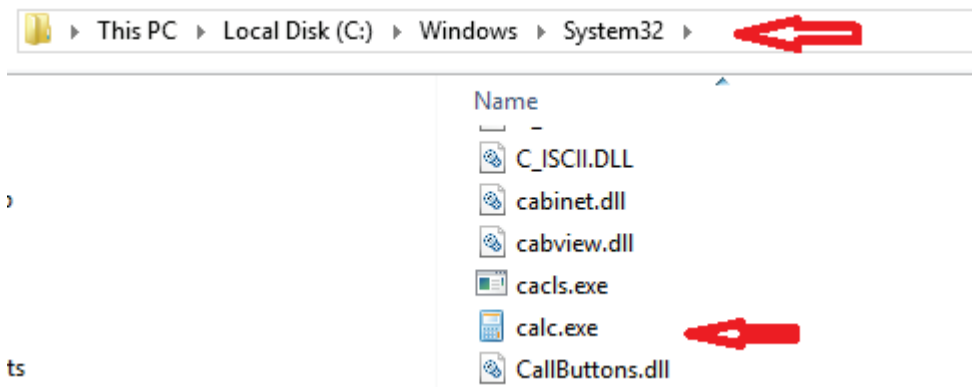 This PC Local Disk (C:) Windows System32
Name
C_ISCII.DLL
cabinet.dll
cabview.dll
cacls.exe
calc.exe
ts CallButtons.dll